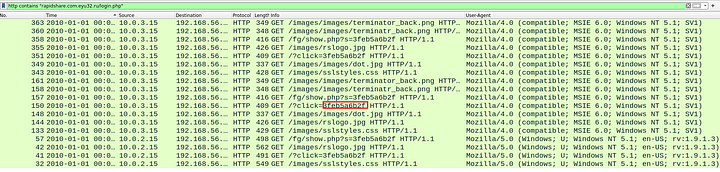 http contains "rapidshare.com.eyu32.ru/login.php"
No. Time Source Destination Protocol Length Info User-Agent
363 2010-01-01 00:0… 10.0.3.15 192.168.56.… HTTP 349 GET /images/images/terminator_back.png HTTP… Mozilla/4.0 (compatible; MSIE 6.0; Windows NT 5.1; SV1)
360 2010-01-01 00:0… 10.0.3.15 192.168.56.… HTTP 348 GET /images/images/terminatr_back.png HTTP/… Mozilla/4.0 (compatible; MSIE 6.0; Windows NT 5.1; SV1)
358 2010-01-01 00:0… 10.0.3.15 192.168.56.… HTTP 416 GET /fg/show.php?s=3feb5a6b2f HTTP/1.1 Mozilla/4.0 (compatible; MSIE 6.0; Windows NT 5.1; SV1)
355 2010-01-01 00:0… 10.0.3.15 192.168.56.… HTTP 426 GET /images/rslogo.jpg HTTP/1.1 Mozilla/4.0 (compatible; MSIE 6.0; Windows NT 5.1; SV1)
351 2010-01-01 00:0… 10.0.3.15 192.168.56.… HTTP 409 GET /?click=3feb5a6b2f HTTP/1.1 Mozilla/4.0 (compatible; MSIE 6.0; Windows NT 5.1; SV1)
349 2010-01-01 00:0… 10.0.3.15 192.168.56.… HTTP 337 GET /images/images/dot.jpg HTTP/1.1 Mozilla/4.0 (compatible; MSIE 6.0; Windows NT 5.1; SV1)
343 2010-01-01 00:0… 10.0.3.15 192.168.56.… HTTP 428 GET /images/sslstyles.css HTTP/1.1 Mozilla/4.0 (compatible; MSIE 6.0; Windows NT 5.1; SV1)
161 2010-01-01 00:0… 10.0.3.15 192.168.56.… HTTP 349 GET /images/images/terminator_back.png HTTP… Mozilla/4.0 (compatible; MSIE 6.0; Windows NT 5.1; SV1)
158 2010-01-01 00:0… 10.0.3.15 192.168.56.… HTTP 348 GET /images/images/terminatr_back.png HTTP/… Mozilla/4.0 (compatible; MSIE 6.0; Windows NT 5.1; SV1)
157 2010-01-01 00:0… 10.0.3.15 192.168.56.… HTTP 416 GET /fg/show.php?s=3feb5a6b2f HTTP/1.1 Mozilla/4.0 (compatible; MSIE 6.0; Windows NT 5.1; SV1)
150 2010-01-01 00:0… 10.0.3.15 192.168.56.… HTTP 409 GET /?click=3feb5a6b2f HTTP/1.1 Mozilla/4.0 (compatible; MSIE 6.0; Windows NT 5.1; SV1)
148 2010-01-01 00:0… 10.0.3.15 192.168.56.… HTTP 337 GET /images/images/dot.jpg HTTP/1.1 Mozilla/4.0 (compatible; MSIE 6.0; Windows NT 5.1; SV1)
144 2010-01-01 00:0… 10.0.3.15 192.168.56.… HTTP 426 GET /images/rslogo.jpg HTTP/1.1 Mozilla/4.0 (compatible; MSIE 6.0; Windows NT 5.1; SV1)
133 2010-01-01 00:0… 10.0.3.15 192.168.56.… HTTP 429 GET /images/sslstyles.css HTTP/1.1 Mozilla/4.0 (compatible; MSIE 6.0; Windows NT 5.1; SV1)
57 2010-01-01 00:0… 10.0.2.15 192.168.56.… HTTP 498 GET /fg/show.php?s=3feb5a6b2f HTTP/1.1 Mozilla/5.0 (Windows; U; Windows NT 5.1; en-US; rv:1.9.1.3)
47 2010-01-01 00:0… 10.0.2.15 192.168.56.… HTTP 562 GET /images/rslogo.jpg HTTP/1.1 Mozilla/5.0 (Windows; U; Windows NT 5.1; en-US; rv:1.9.1.3)
41 2010-01-01 00:0… 10.0.2.15 192.168.56.… HTTP 491 GET /?click=3feb5a6b2f HTTP/1.1 Mozilla/5.0 (Windows; U; Windows NT 5.1; en-US; rv:1.9.1.3)
32 2010-01-01 00:0… 10.0.2.15 192.168.56.… HTTP 549 GET /images/sslstyles.css HTTP/1.1 Mozilla/5.0 (Windows; U; Windows NT 5.1; en-US; rv:1.9.1.3)